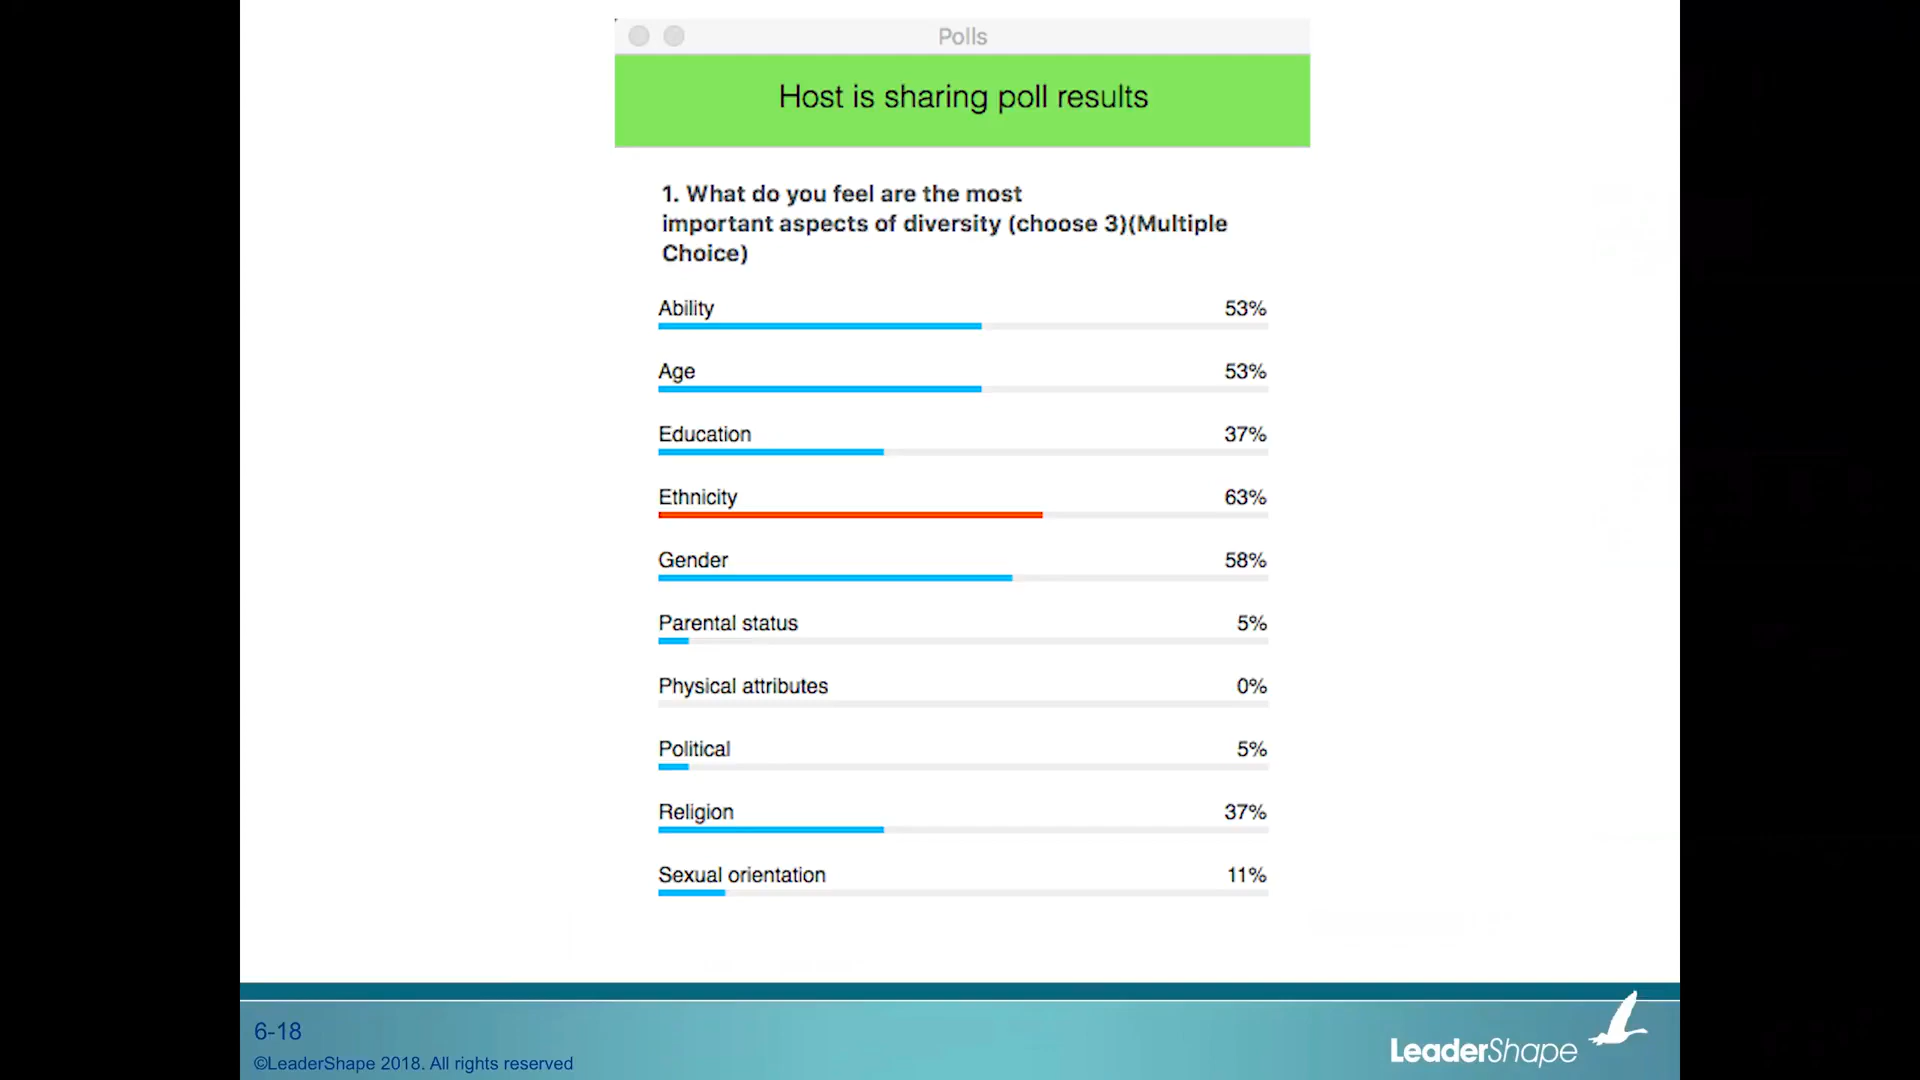 Polls
Host is sharing poll results
1. What do you feel are the most
important aspects of diversity (choose 3)(Multiple
Choice)
Ability 53%
Age 53%
Education 37%
Ethnicity 63%
Gender 58%
Parental status 5%
Physical attributes 0%
Political 5%
Religion 37%
Sexual orientation 11%
6-18
©LeaderShape 2018. All rights reserved
LeaderShape